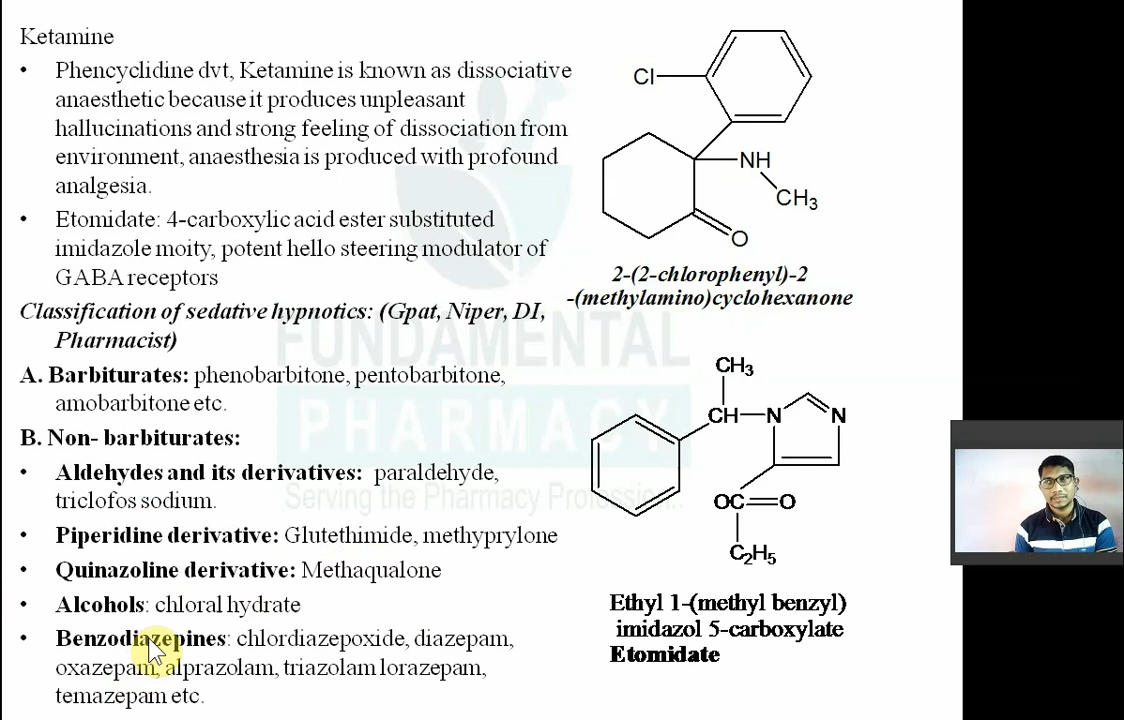 Ketamine
• Phencyclidine dvt, Ketamine is known as dissociative
anaesthetic because it produces unpleasant
hallucinations and strong feeling of dissociation from
environment, anaesthesia is produced with profound
analgesia.
• Etomidate: 4-carboxylic acid ester substituted
imidazole moity, potent hello steering modulator of
GABA receptors
Classification of sedative hypnotics: (Gpat, Niper, DI,
Pharmacist)
A. Barbiturates: phenobarbitone, pentobarbitone,
amobarbitone etc.
B. Non- barbiturates:
• Aldehydes and its derivatives: paraldehyde,
triclofos sodium.
• Piperidine derivative: Glutethimide, methyprylone
• Quinazoline derivative: Methaqualone
• Alcohols: chloral hydrate
• Benzodiazepines: chlordiazepoxide, diazepam,
oxazepam, alprazolam, triazolam lorazepam,
temazepam etc.
Cl
NH
CH3
O
2-(2-chlorophenyl)-2
-(methylamino)cyclohexanone
CH3
CH N N
OC O
C2H5
Ethyl 1-(methyl benzyl)
imidazol 5-carboxylate
Etomidate
FUNDAMENTAL
PHARMACY
Serving the Pharmacy Profession..